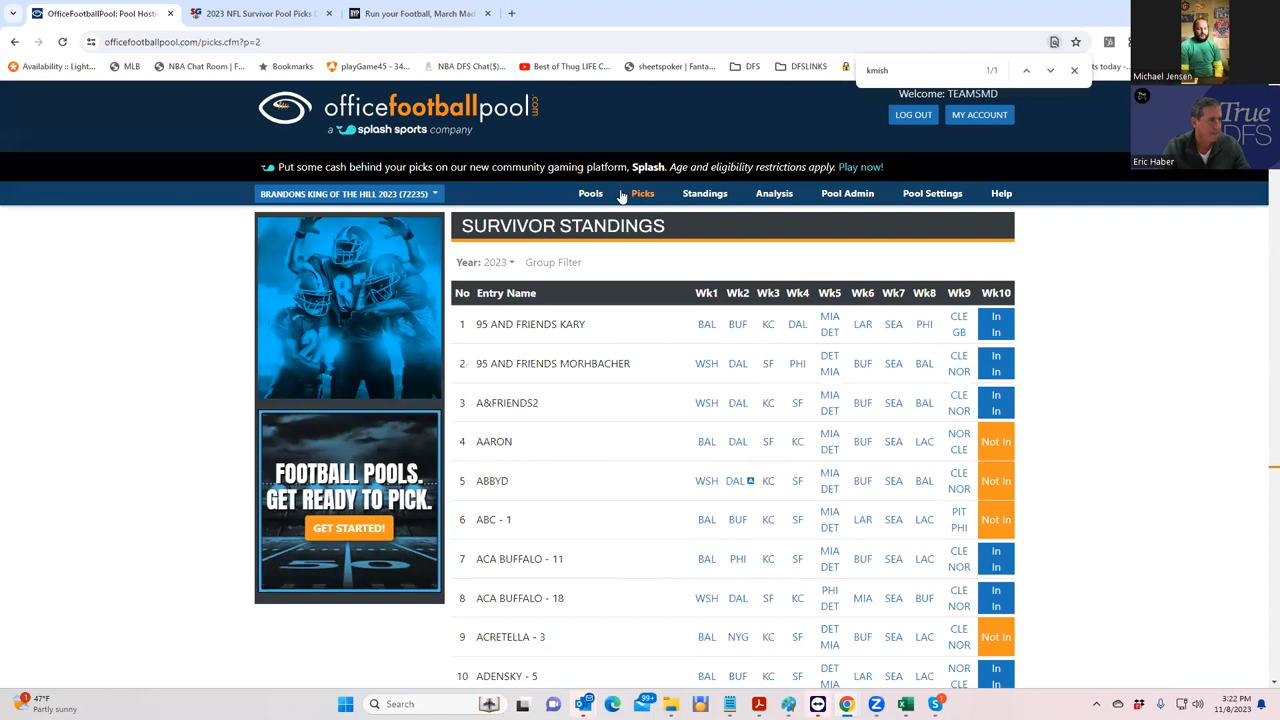 OfficeFootballPool: Pool Hosti
2023 NFL Survivor Pool Picks C
Run your Football, March Mad
officefootballpool.com/picks.cfm?p=2
Availability :: Light...
MLB
NBA Chat Room | F...
Bookmarks
playGame45 - 34...
NBA DFS Chat($)...
Best of Thug LIFE C...
sheetspoker | Fanta...
DFS
DFSLINKS
kmish 1/1
Michael Jensen
True DFS
Eric Haber
officefootballpool.com
a splash sports company
Welcome: TEAMSMD
LOG OUT MY ACCOUNT
Put some cash behind your picks on our new community gaming platform, Splash. Age and eligibility restrictions apply. Play now!
BRANDONS KING OF THE HILL 2023 (72235)
Pools Picks Standings Analysis Pool Admin Pool Settings Help
FOOTBALL POOLS.
GET READY TO PICK.
GET STARTED!
SURVIVOR STANDINGS
Year: 2023 Group Filter
No Entry Name Wk1 Wk2 Wk3 Wk4 Wk5 Wk6 Wk7 Wk8 Wk9 Wk10
1 95 AND FRIENDS KARY BAL BUF KC DAL MIA LAR SEA PHI CLE In
DET GB In
2 95 AND FRIENDS MORHBACHER WSH DAL SF PHI DET BUF SEA BAL CLE In
MIA NOR In
3 A&FRIENDS2 WSH DAL KC SF MIA BUF SEA BAL CLE In
DET NOR In
4 AARON BAL DAL SF KC MIA BUF SEA LAC NOR Not In
DET CLE
5 ABBYD WSH DAL A KC SF MIA BUF SEA BAL CLE Not In
DET NOR
6 ABC - 1 BAL BUF KC SF MIA LAR SEA LAC PIT Not In
DET PHI
7 ACA BUFFALO - 11 BAL PHI KC SF MIA BUF SEA LAC CLE In
DET NOR In
8 ACA BUFFALO - 18 WSH DAL SF KC PHI MIA SEA BUF CLE In
DET NOR In
9 ACRETELLA - 3 BAL NYG KC SF DET BUF SEA LAC CLE Not In
MIA NOR
10 ADENSKY - 5 BAL BUF KC SF DET LAR SEA LAC NOR In
MIA CLE In
47°F
Partly sunny
Search
99+
3:22 PM
11/8/2023